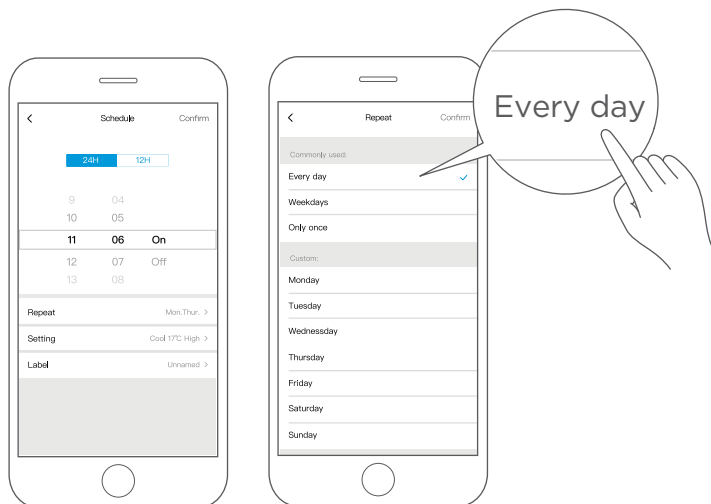 Schedule Confirm
24H 12H
9 04
10 05
11 06 On
12 07 Off
13 08
Repeat Mon.Thur. >
Setting Cool 17℃ High >
Label Unnamed >
Repeat Confirm
Commonly used:
Every day
Weekdays
Only once
Custom:
Monday
Tuesday
Wednessday
Thursday
Friday
Saturday
Sunday
Every day